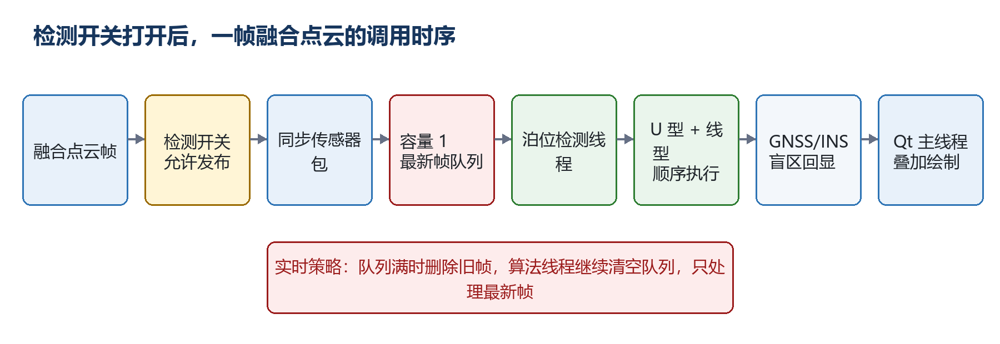 检测开关打开后，一帧融合点云的调用时序
融合点云帧
检测开关
允许发布
同步传感器
包
容量 1
最新帧队列
泊位检测线
程
U 型 + 线
型
顺序执行
GNSS/INS
盲区回显
Qt 主线程
叠加绘制
实时策略：队列满时删除旧帧，算法线程继续清空队列，只处
理最新帧